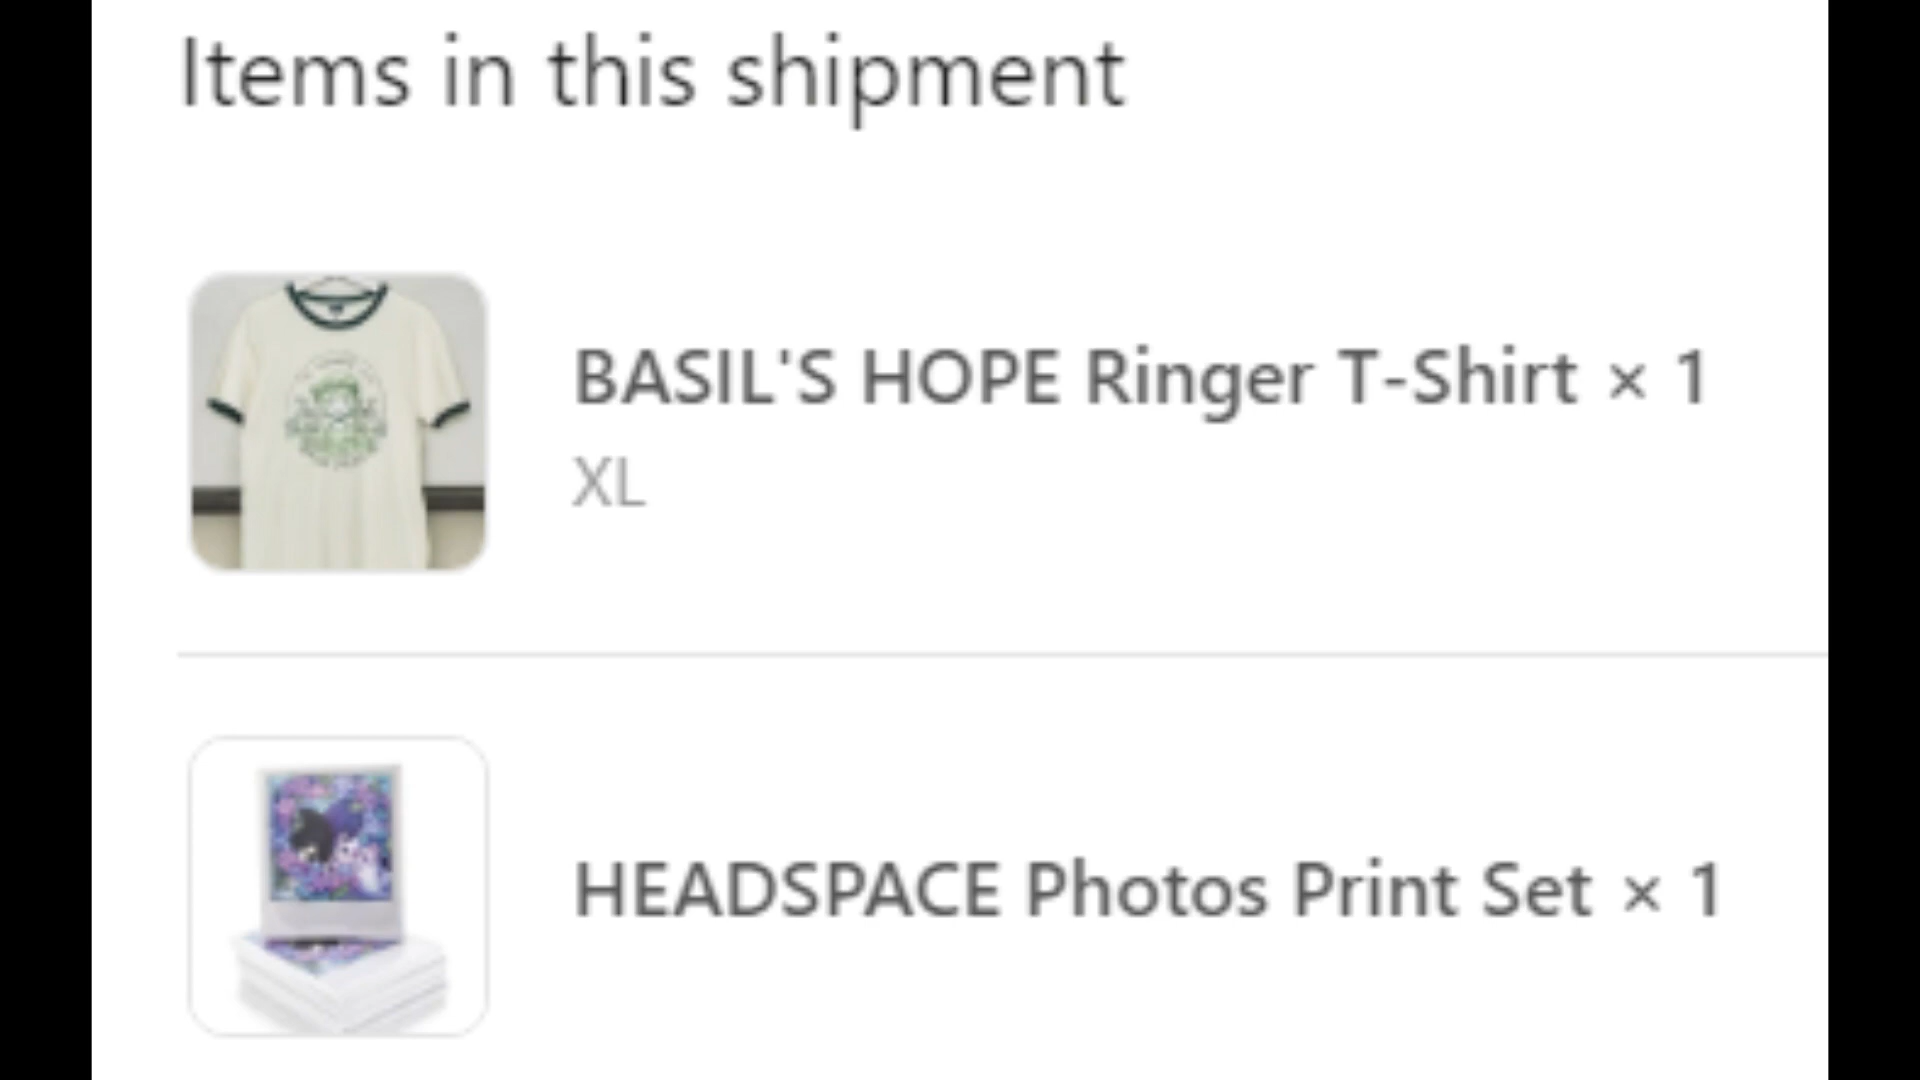 Items in this shipment
BASIL'S HOPE Ringer T-Shirt × 1
XL
HEADSPACE Photos Print Set × 1